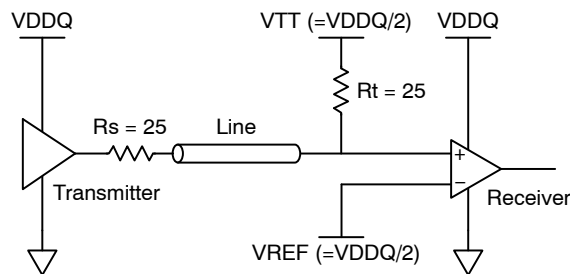 VDDQ
VTT (=VDDQ/2)
VDDQ
Rt = 25
Rs = 25
Line
+
−
Transmitter
Receiver
VREF (=VDDQ/2)